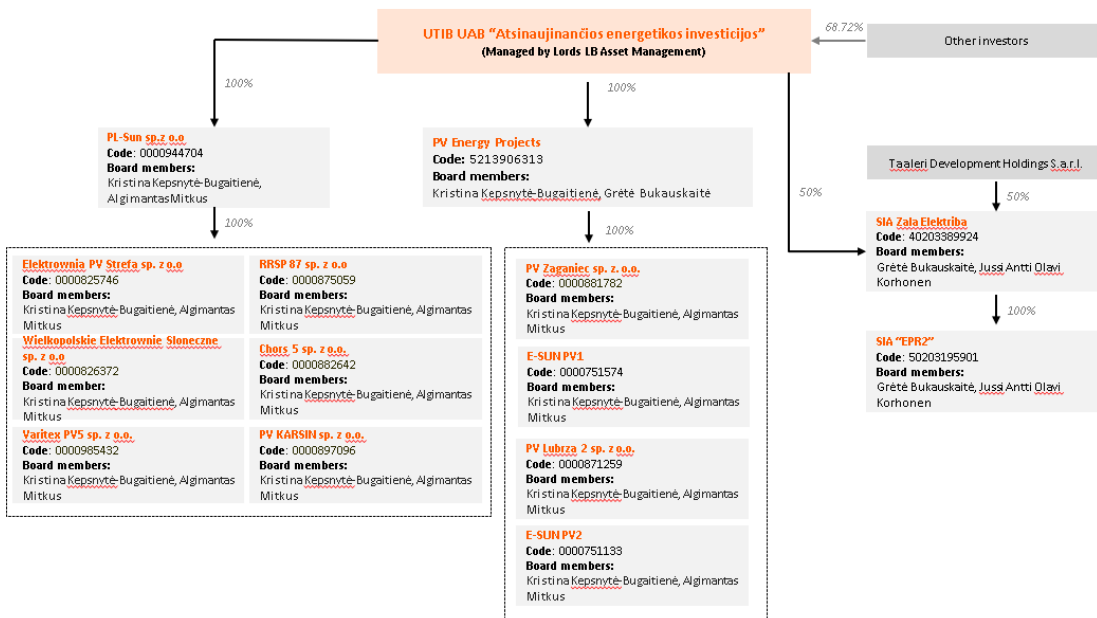 UTIB UAB “Atsinaujinančios energetikos investicijos”
(Managed by Lords LB Asset Management)
68.72%
Other investors
100%
100%
PL-Sun sp.z o.o
Code: 0000944704
Board members:
Kristina Kepsnytė-Bugaitienė,
Algimantas Mitkus
100%
PV Energy Projects
Code: 5213906313
Board members:
Kristina Kepsnytė-Bugaitienė, Grėtė Bukauskaitė
100%
50%
Taaleri Development Holdings S.a.r.l.
50%
SIA Zala Elektriba
Code: 40203389924
Board members:
Grėtė Bukauskaitė, Jussi Antti Olavi
Korhonen
100%
SIA “EPR2”
Code: 50203195901
Board members:
Grėtė Bukauskaitė, Jussi Antti Olavi
Korhonen
Elektrownia PV Strefa sp. z o.o
Code: 0000825746
Board members:
Kristina Kepsnytė-Bugaitienė, Algimantas
Mitkus
Wielkopolskie Elektrownie Sloneczne
sp. z o.o
Code: 0000826372
Board member:
Kristina Kepsnytė-Bugaitienė, Algimantas
Mitkus
Varitex PV5 sp. z o.o.
Code: 0000985432
Board members:
Kristina Kepsnytė-Bugaitienė, Algimantas
Mitkus
RRSP 87 sp. z o.o
Code: 0000875059
Board members:
Kristina Kepsnytė-Bugaitienė, Algimantas
Mitkus
Chors 5 sp. z o.o.
Code: 0000882642
Board members:
Kristina Kepsnytė-Bugaitienė, Algimantas
Mitkus
PV KARSIN sp. z o.o.
Code: 0000897096
Board members:
Kristina Kepsnytė-Bugaitienė, Algimantas
Mitkus
PV Zaganiec sp. z. o.o.
Code: 0000881782
Board members:
Kristina Kepsnytė-Bugaitienė, Algimantas
Mitkus
E-SUN PV1
Code: 0000751574
Board members:
Kristina Kepsnytė-Bugaitienė, Algimantas
Mitkus
PV Lubrza 2 sp. z o.o.
Code: 0000871259
Board members:
Kristina Kepsnytė-Bugaitienė, Algimantas
Mitkus
E-SUN PV2
Code: 0000751133
Board members:
Kristina Kepsnytė-Bugaitienė, Algimantas
Mitkus